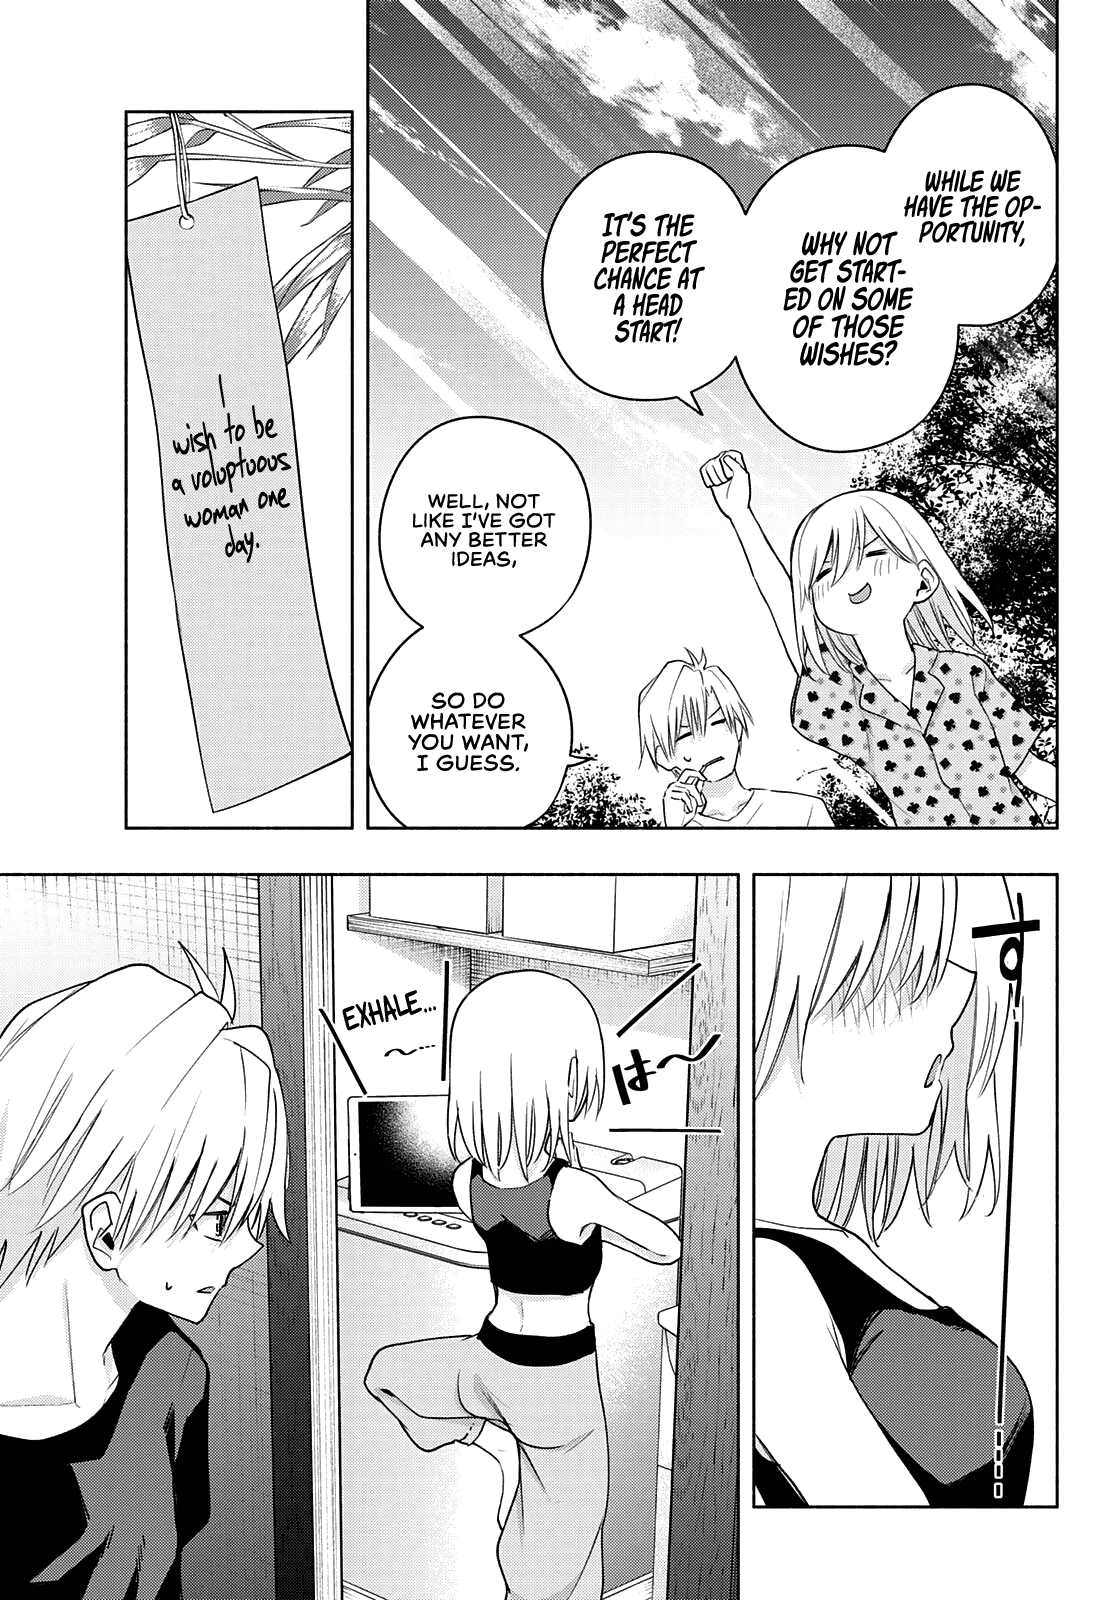 WHILE WE
HAVE THE OP-
PORTUNITY,
WHY NOT
GET START-
ED ON SOME
OF THOSE
WISHES?
IT'S THE
PERFECT
CHANCE AT
A HEAD
START!
WELL, NOT
LIKE I'VE GOT
ANY BETTER
IDEAS,
SO DO
WHATEVER
YOU WANT,
I GUESS.
I
wish to be
a voluptuous
woman one
day.
す
EXHALE...
は〜